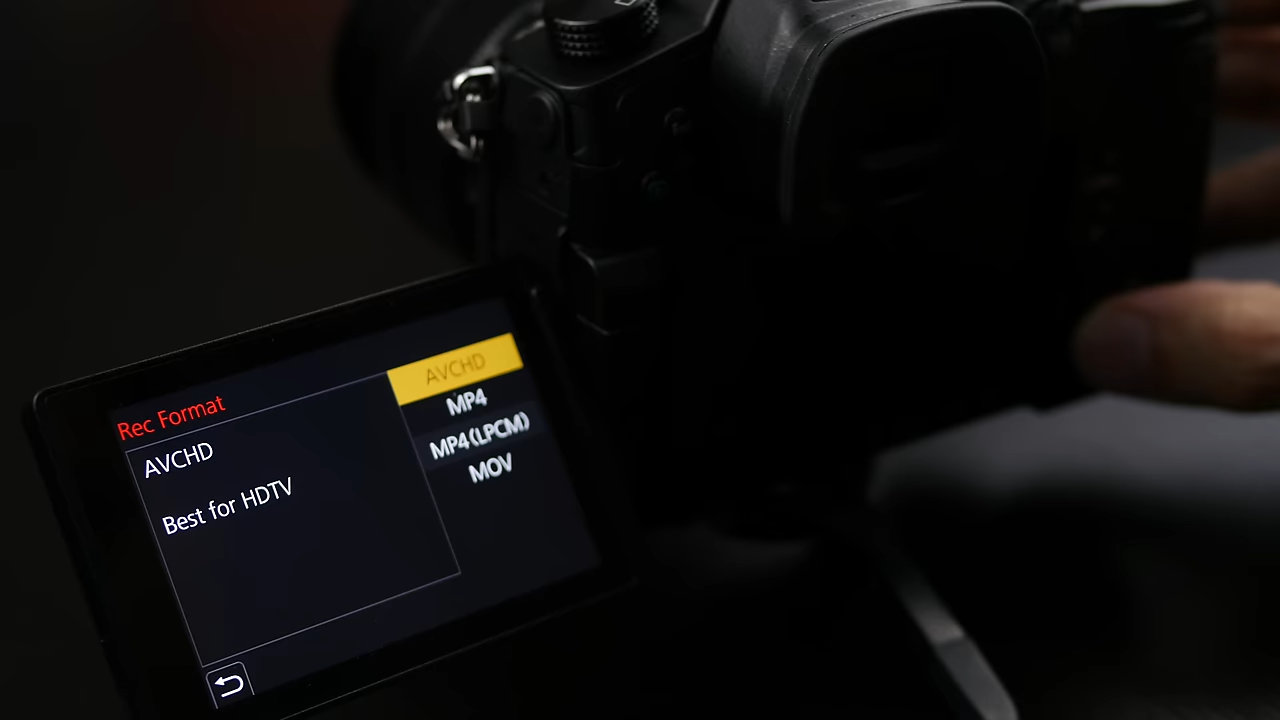 Rec Format
AVCHD
Best for HDTV
AVCHD
MP4
MP4(LPCM)
MOV